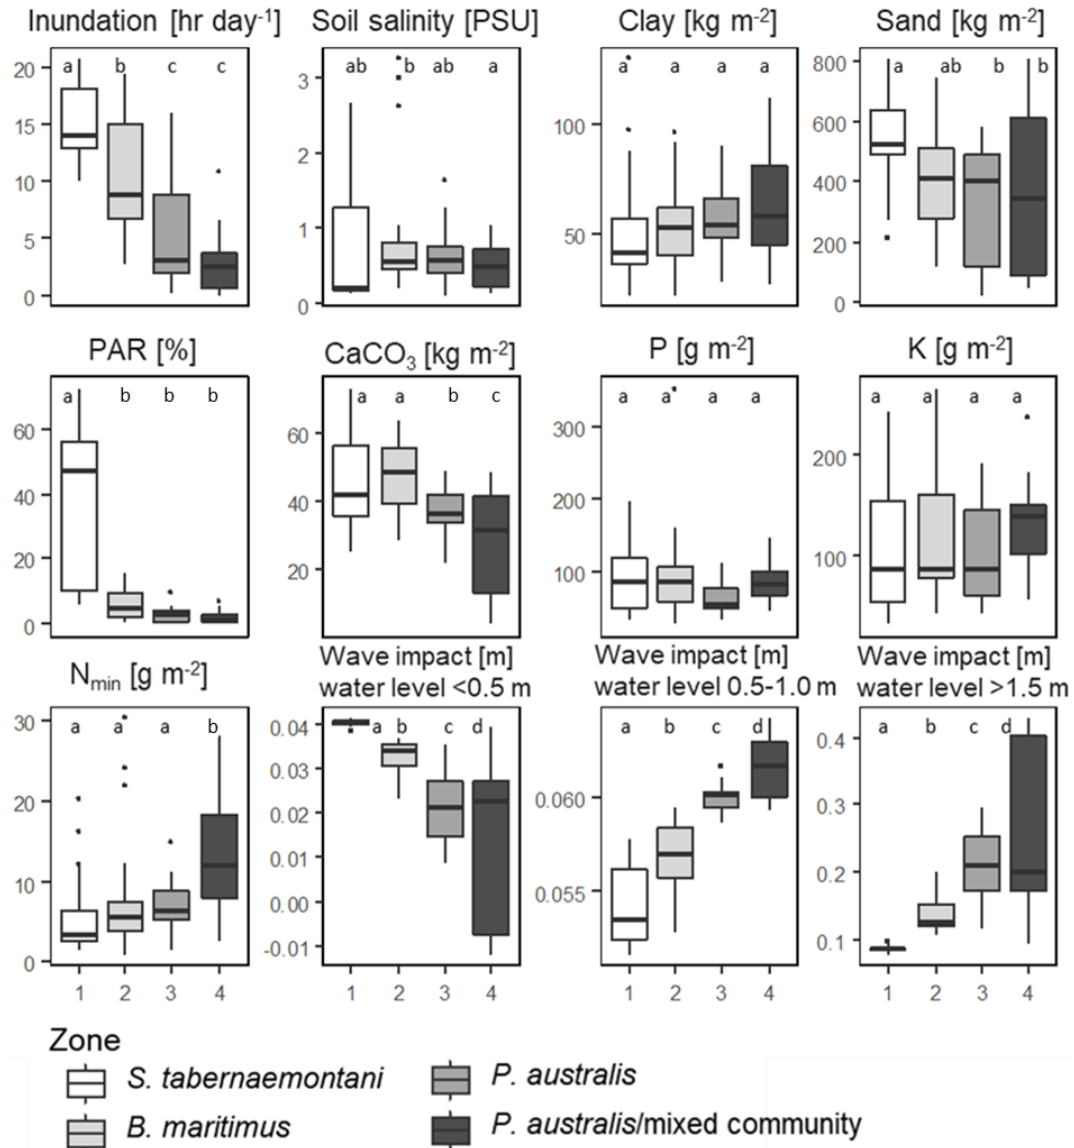 Inundation [hr day-1] Soil salinity [PSU] Clay [kg m-2] Sand [kg m-2]
a b c c ab b ab a a a a a a ab b b
20 15 10 5 0
3 2 1 0
100 50
800 600 400 200 0
PAR [%] CaCO3 [kg m-2] P [g m-2] K [g m-2]
a b b b a a b c a a a a a a a a
60 40 20 0
60 40 20
300 200 100
200 100
Nmin [g m-2]
Wave impact [m]
water level <0.5 m
Wave impact [m]
water level 0.5-1.0 m
Wave impact [m]
water level >1.5 m
a a a b a b c d a b c d a b c d
30 20 10 0
0.04 0.03 0.02 0.01 0.00 -0.01
0.060 0.055
0.4 0.3 0.2 0.1
1 2 3 4 1 2 3 4 1 2 3 4 1 2 3 4
Zone
S. tabernaemontani
B. maritimus
P. australis
P. australis/mixed community